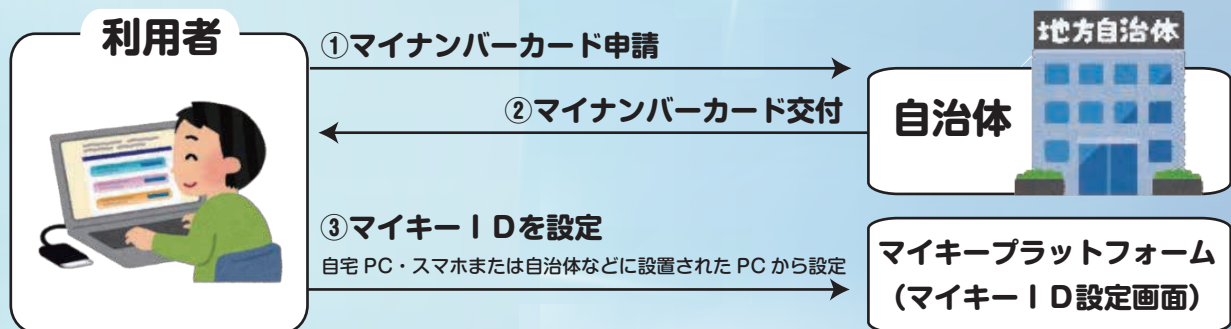 利用者
①マイナンバーカード申請
地方自治体
②マイナンバーカード交付
自治体
③マイキーIDを設定
自宅 PC・スマホまたは自治体などに設置された PC から設定
マイキープラットフォーム
（マイキーID設定画面）